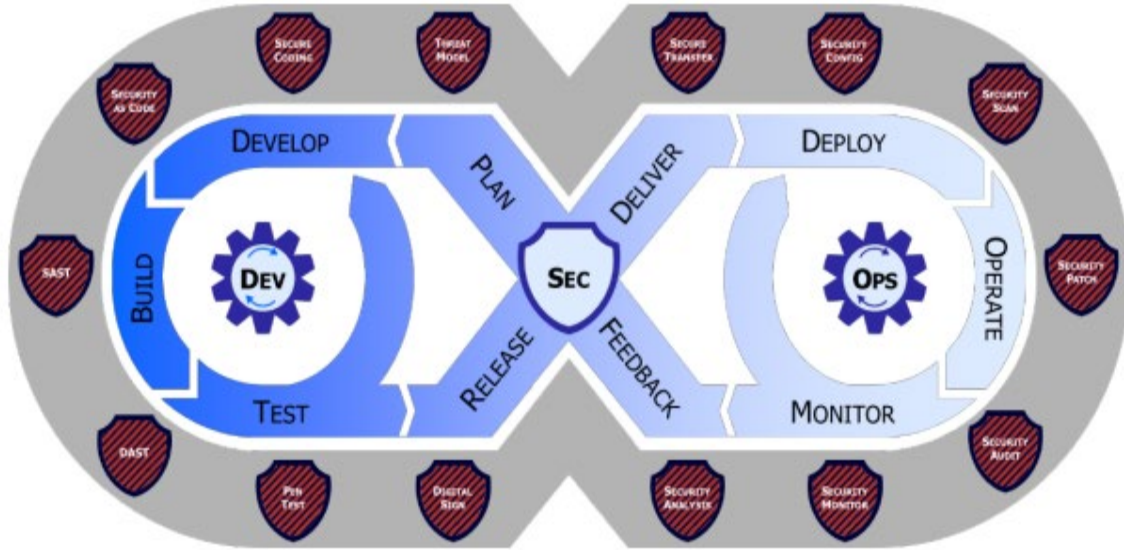 SECURE
CODING
THREAT
MODEL
SECURE
TRANSFER
SECURITY
CONFIG
SECURITY
AS CODE
SECURITY
SCAN
DEVELOP
PLAN
DELIVER
DEPLOY
SAST
BUILD
DEV
SEC
OPS
OPERATE
SECURITY
PATCH
TEST
RELEASE
FEEDBACK
MONITOR
DAST
SECURITY
AUDIT
PEN
TEST
DIGITAL
SIGN
SECURITY
ANALYSIS
SECURITY
MONITOR